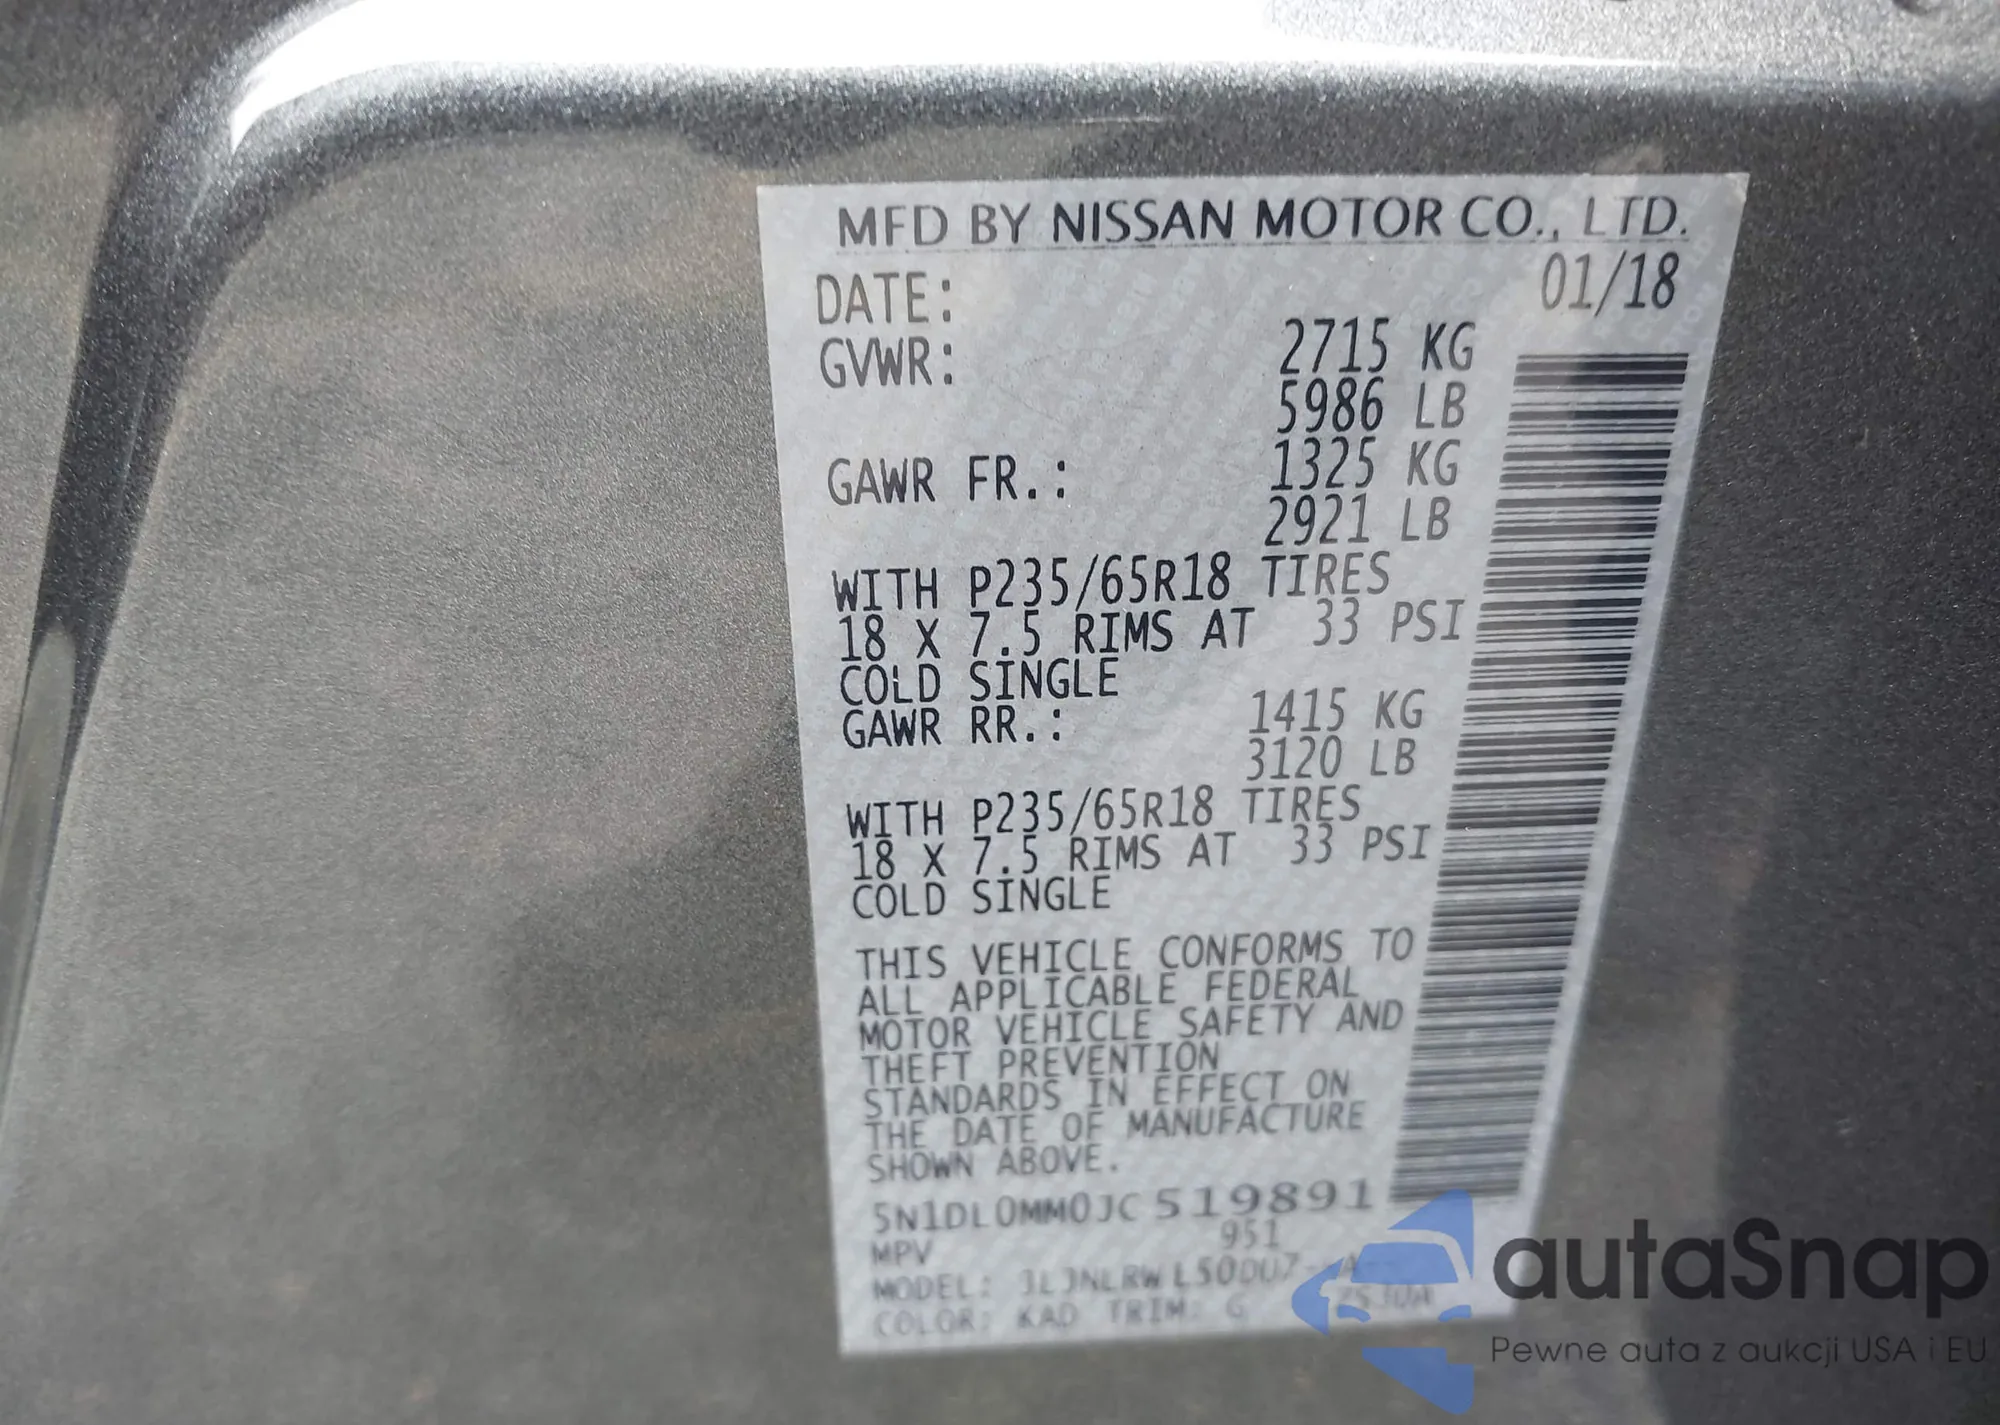 MFD BY NISSAN MOTOR CO., LTD.
DATE: 01/18
GVWR: 2715 KG
5986 LB
GAWR FR.: 1325 KG
2921 LB
WITH P235/65R18 TIRES
18 X 7.5 RIMS AT 33 PSI
COLD SINGLE
GAWR RR.: 1415 KG
3120 LB
WITH P235/65R18 TIRES
18 X 7.5 RIMS AT 33 PSI
COLD SINGLE
THIS VEHICLE CONFORMS TO
ALL APPLICABLE FEDERAL
MOTOR VEHICLE SAFETY AND
THEFT PREVENTION
STANDARDS IN EFFECT ON
THE DATE OF MANUFACTURE
SHOWN ABOVE.
5N1DL0MM0JC519891
951
MPV
MODEL:
COLOR: KAD TRIM: G
autaSnap
Pewne auta z aukcji USA i EU